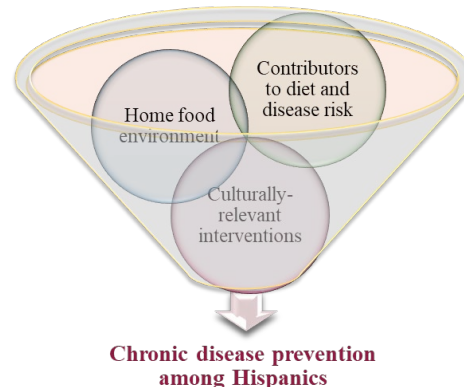 Contributors
to diet and
disease risk
Home food
environment
Culturally-
relevant
interventions
Chronic disease prevention
among Hispanics